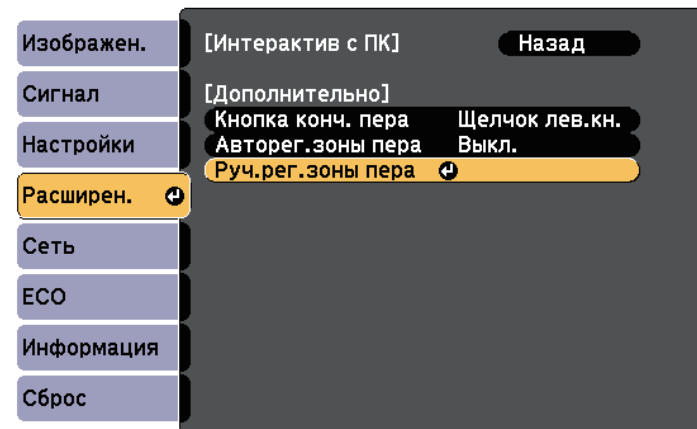 Изображен.
Сигнал
Настройки
Расширен.
Сеть
ECO
Информация
Сброс
[Интерактив с ПК] Назад
[Дополнительно]
Кнопка конч. пера Щелчок лев.кн.
Авторег.зоны пера Выкл.
Руч.рег.зоны пера